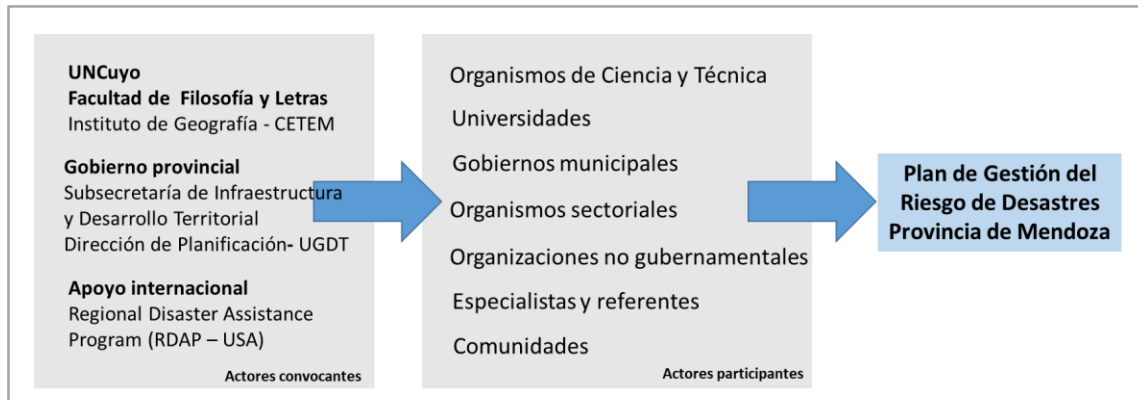 UNCuyo
Facultad de Filosofía y Letras
Instituto de Geografía - CETEM
Gobierno provincial
Subsecretaría de Infraestructura
y Desarrollo Territorial
Dirección de Planificación- UGDT
Apoyo internacional
Regional Disaster Assistance
Program (RDAP – USA)
Actores convocantes
Organismos de Ciencia y Técnica
Universidades
Gobiernos municipales
Organismos sectoriales
Organizaciones no gubernamentales
Especialistas y referentes
Comunidades
Actores participantes
Plan de Gestión del
Riesgo de Desastres
Provincia de Mendoza